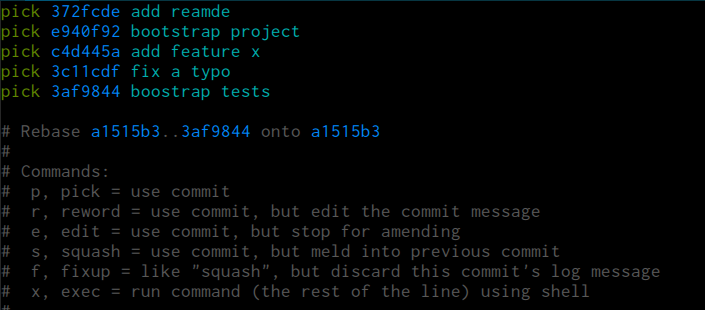 pick 372fcde add reamde
pick e940f92 bootstrap project
pick c4d445a add feature x
pick 3c11cdf fix a typo
pick 3af9844 boostrap tests
# Rebase a1515b3..3af9844 onto a1515b3
#
# Commands:
# p, pick = use commit
# r, reword = use commit, but edit the commit message
# e, edit = use commit, but stop for amending
# s, squash = use commit, but meld into previous commit
# f, fixup = like "squash", but discard this commit's log message
# x, exec = run command (the rest of the line) using shell
#